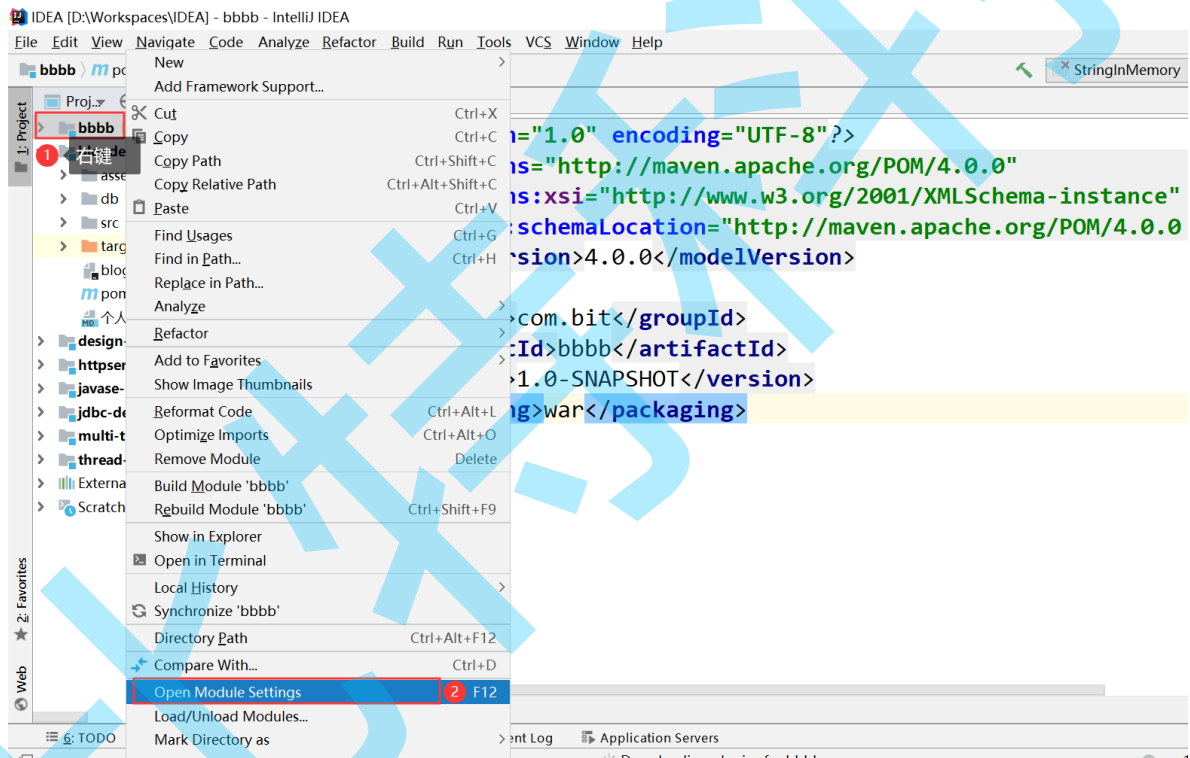 IDEA [D:\Workspaces\IDEA] - bbbb - IntelliJ IDEA
File Edit View Navigate Code Analyze Refactor Build Run Tools VCS Window Help
bbbb
StringInMemory
1: Project
2: Favorites
Web
Proj..
bbbb
1 右键
asse
db
src
targ
blog
pom
个人
design-
httpser
javase-
jdbc-de
multi-t
thread-
Externa
Scratch
New
Add Framework Support...
Cut Ctrl+X
Copy Ctrl+C
Copy Path Ctrl+Shift+C
Copy Relative Path Ctrl+Alt+Shift+C
Paste Ctrl+V
Find Usages Ctrl+G
Find in Path... Ctrl+H
Replace in Path...
Analyze
Refactor
Add to Favorites
Show Image Thumbnails
Reformat Code Ctrl+Alt+L
Optimize Imports Ctrl+Alt+O
Remove Module Delete
Build Module 'bbbb'
Rebuild Module 'bbbb' Ctrl+Shift+F9
Show in Explorer
Open in Terminal
Local History
Synchronize 'bbbb'
Directory Path Ctrl+Alt+F12
Compare With... Ctrl+D
Open Module Settings 2 F12
Load/Unload Modules...
Mark Directory as
="1.0" encoding="UTF-8"?>
ns="http://maven.apache.org/POM/4.0.0"
ns:xsi="http://www.w3.org/2001/XMLSchema-instance"
:schemaLocation="http://maven.apache.org/POM/4.0.0
rsion>4.0.0</modelVersion>
>com.bit</groupId>
tId>bbbb</artifactId>
>1.0-SNAPSHOT</version>
ng>war</packaging>
6: TODO
ent Log
Application Servers